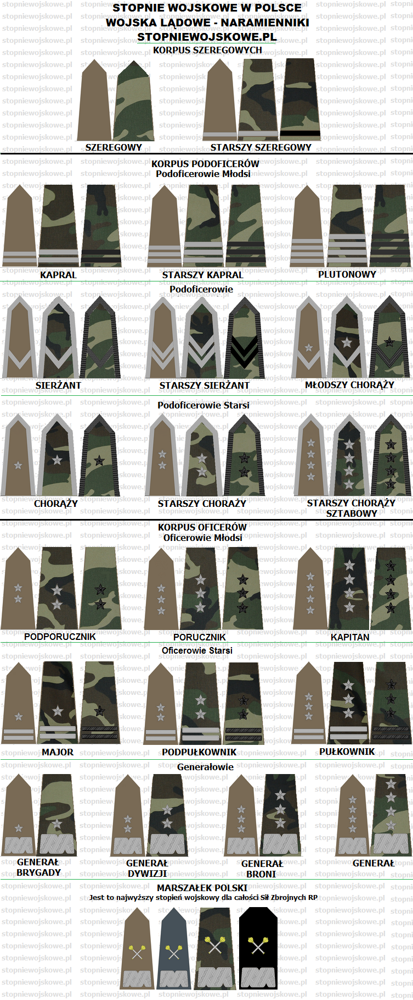 STOPNIE WOJSKOWE W POLSCE
WOJSKA LĄDOWE - NARAMIENNIKI
STOPNIEWOJSKOWE.PL
KORPUS SZEREGOWYCH
SZEREGOWY
STARSZY SZEREGOWY
KORPUS PODOFICERÓW
Podoficerowie Młodsi
KAPRAL
STARSZY KAPRAL
PLUTONOWY
Podoficerowie
SIERŻANT
STARSZY SIERŻANT
MŁODSZY CHORĄŻY
Podoficerowie Starsi
CHORĄŻY
STARSZY CHORAŻY
STARSZY CHORĄŻY
SZTABOWY
KORPUS OFICERÓW
Oficerowie Młodsi
PODPORUCZNIK
PORUCZNIK
KAPITAN
Oficerowie Starsi
MAJOR
PODPUŁKOWNIK
PUŁKOWNIK
Generałowie
GENERAŁ
BRYGADY
GENERAŁ
DYWIZJI
GENERAŁ
BRONI
GENERAŁ
MARSZAŁEK POLSKI
Jest to najwyższy stopień wojskowy dla całości Sił Zbrojnych RP
stopniewojskowe.pl